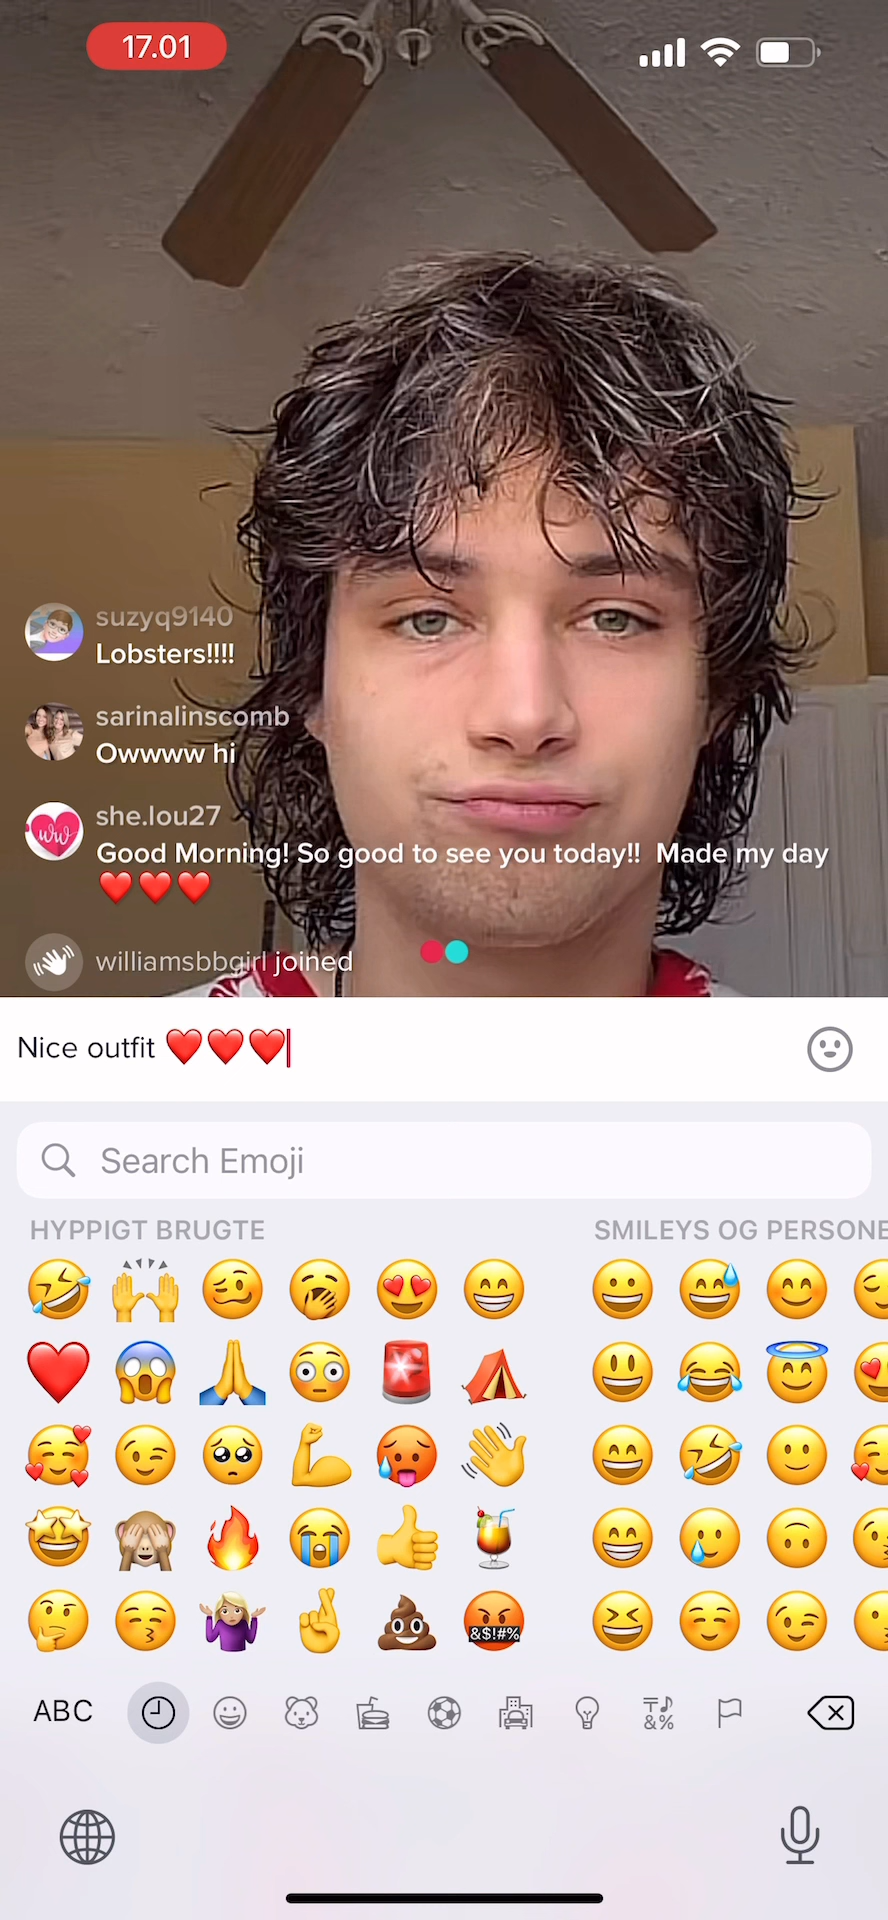 17.01
suzyq9140
Lobsters!!!!
sarinalinscomb
Owwww hi
she.lou27
ww
Good Morning! So good to see you today!!  Made my day
❤️❤️❤️
williamsbbgirl joined
Nice outfit ❤️❤️❤️
Search Emoji
HYPPIGT BRUGTE
SMILEYS OG PERSONE
&$!#%
ABC
&%